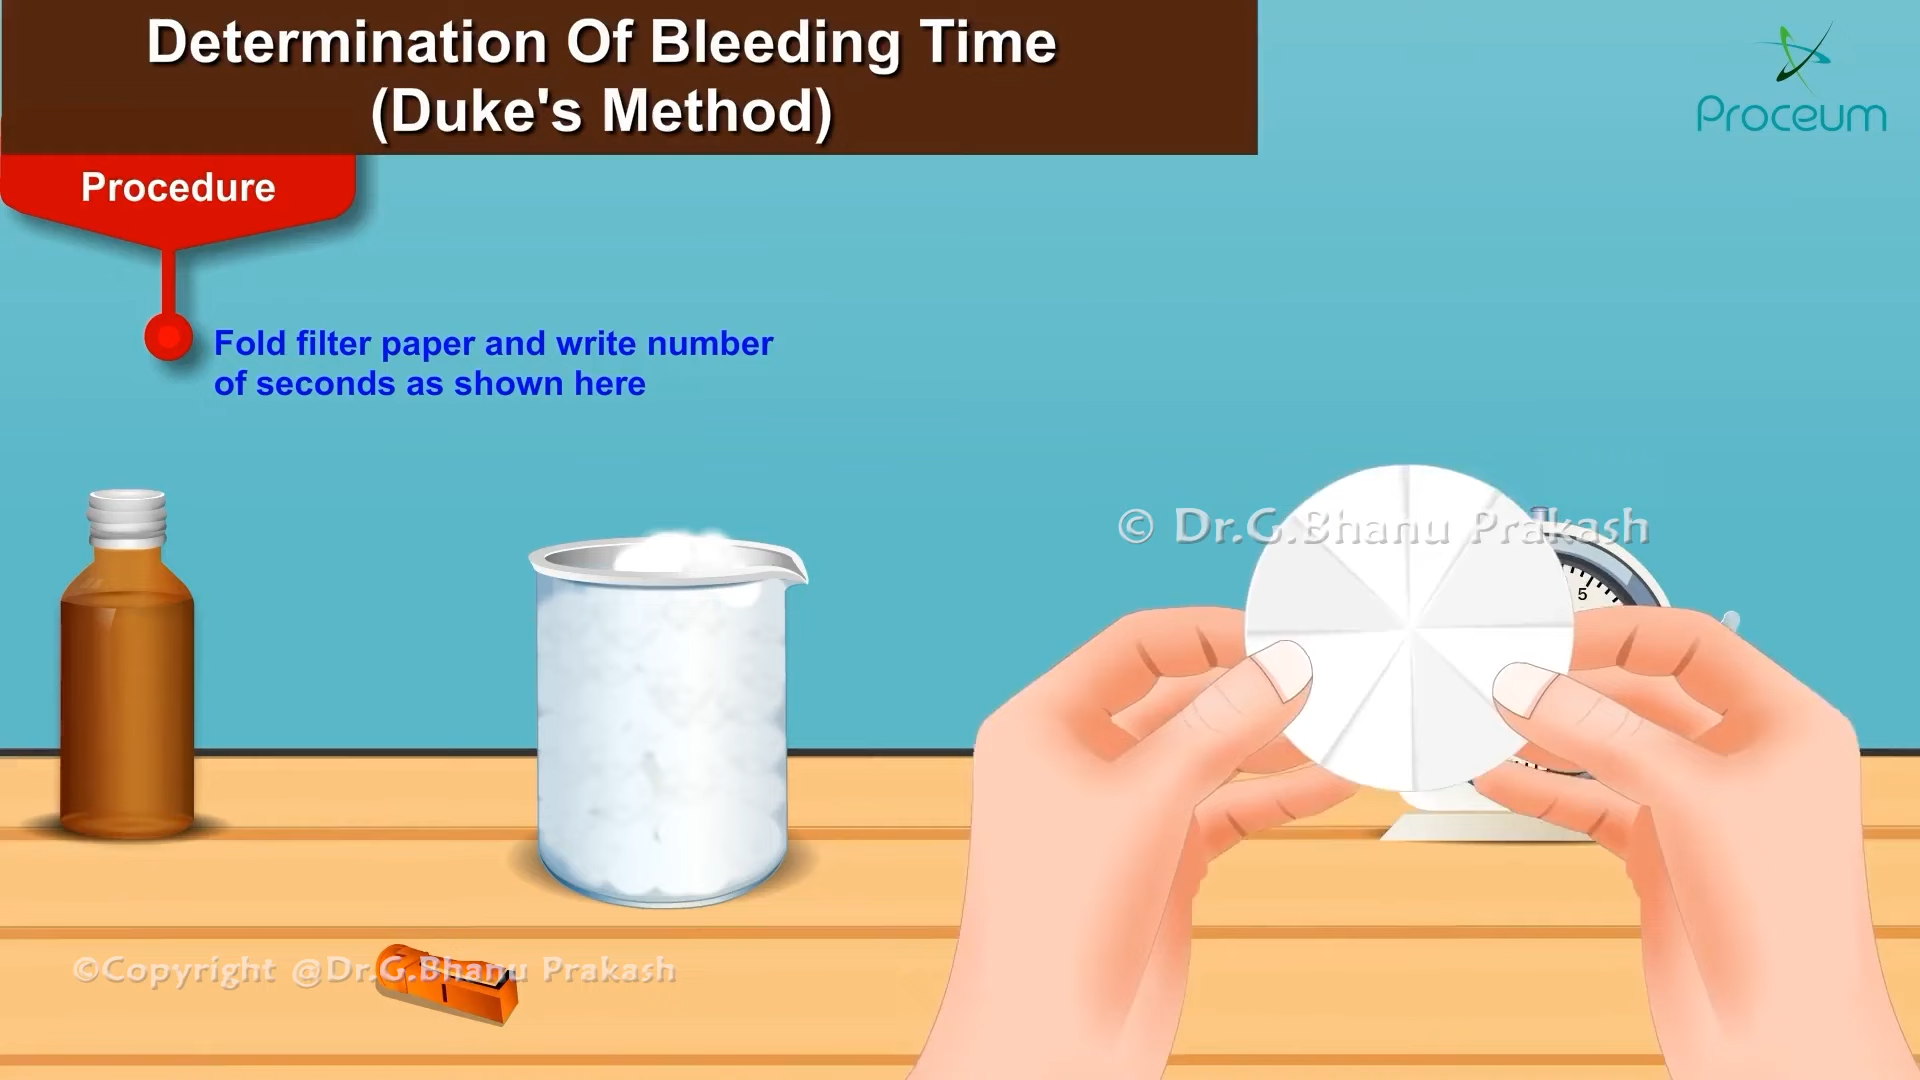 Determination Of Bleeding Time
(Duke's Method)
Proceum
Procedure
Fold filter paper and write number
of seconds as shown here
© Dr.G.Bhanu Prakash
5
©Copyright @Dr.G.Bhanu Prakash